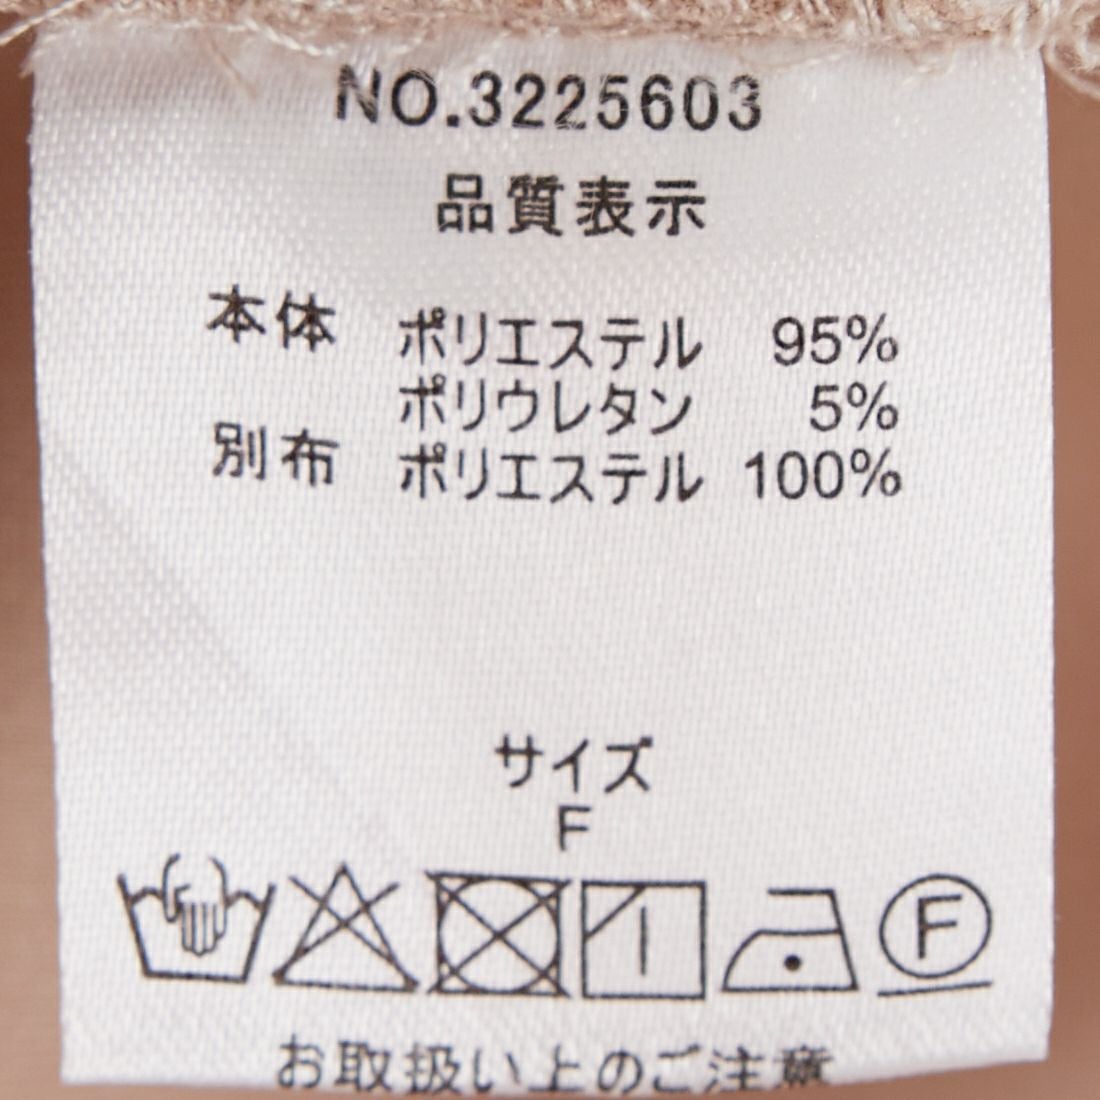 NO.3225603
品質表示
本体 ポリエステル 95%
ポリウレタン 5%
別布 ポリエステル 100%
サイズ
F
F
お取扱い上のご注意